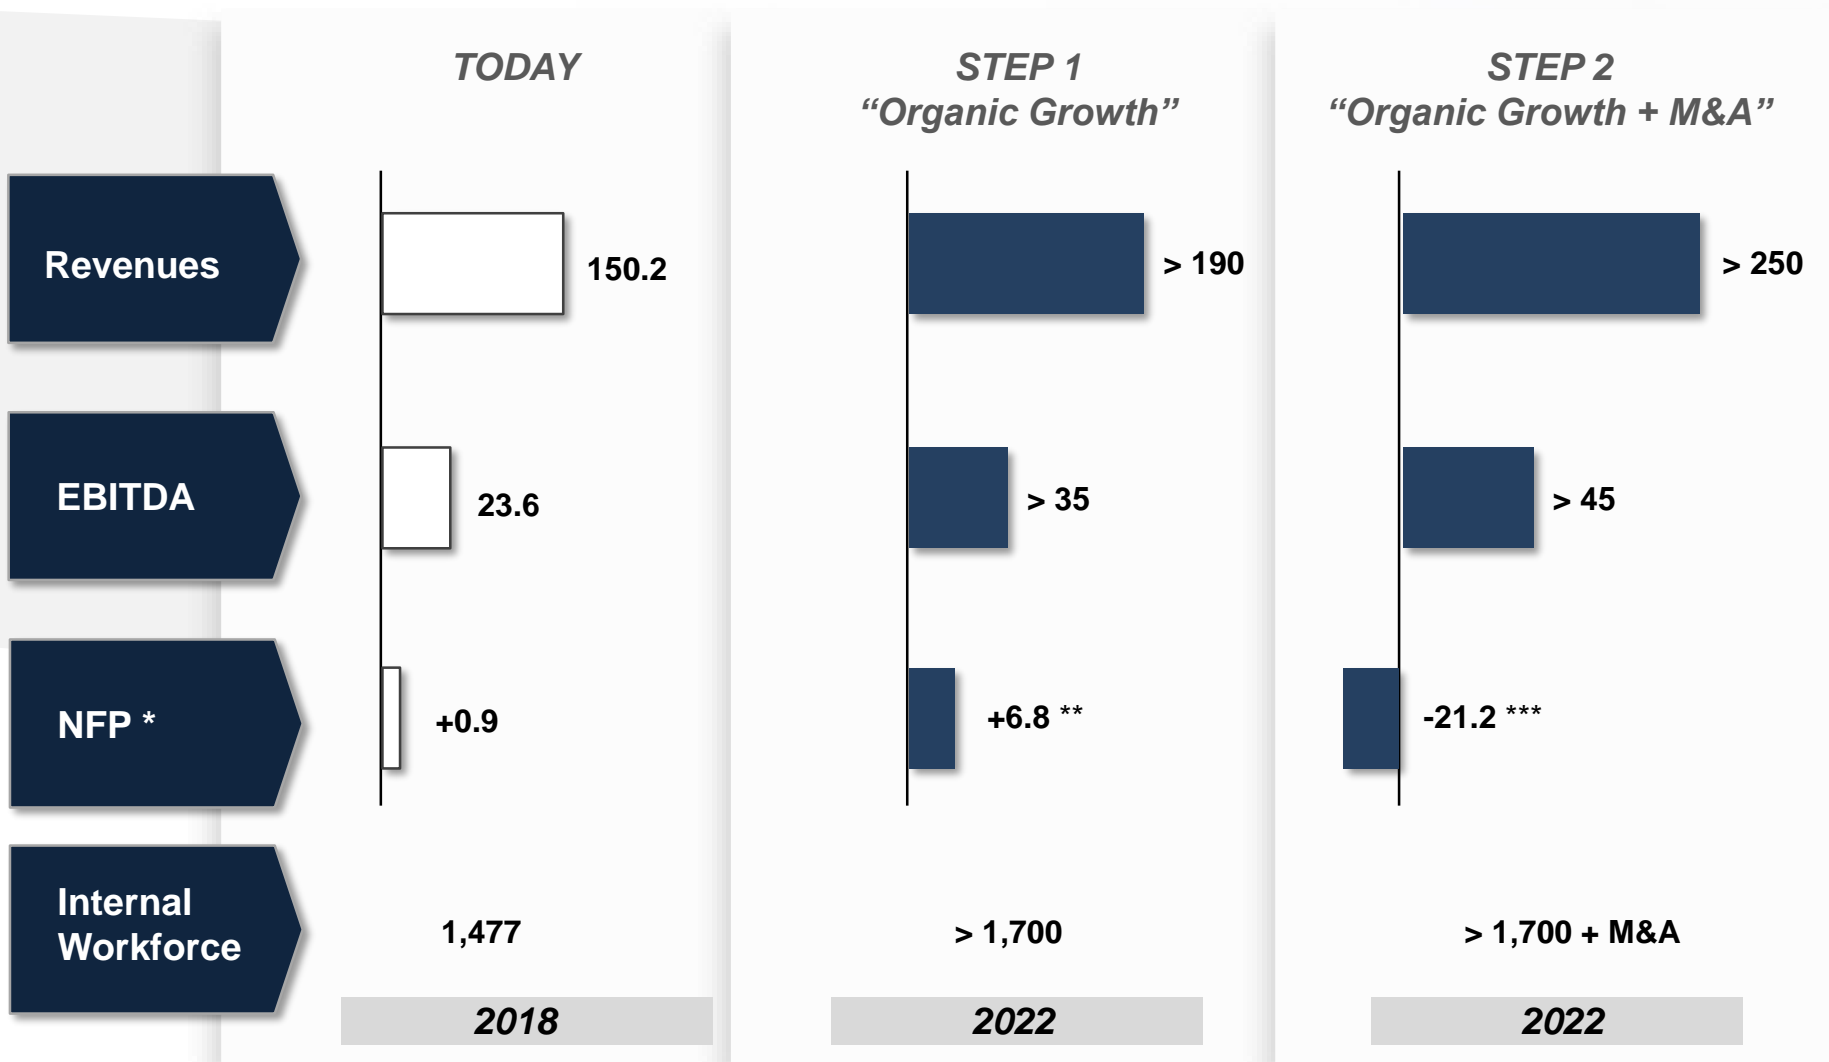 TODAY
STEP 1
“Organic Growth”
STEP 2
“Organic Growth + M&A”
Revenues
150.2
> 190
> 250
EBITDA
23.6
> 35
> 45
NFP *
+0.9
+6.8 **
-21.2 ***
Internal
Workforce
1,477
> 1,700
> 1,700 + M&A
2018
2022
2022